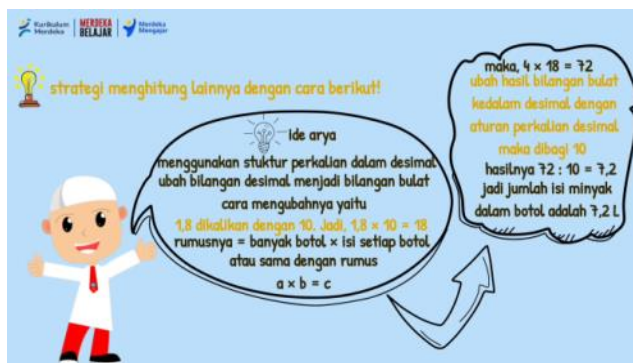 Kurikulum Merdeka
MERDEKA BELAJAR
Merdeka Mengajar
strategi menghitung lainnya dengan cara berikut!
ide arya
menggunakan stuktur perkalian dalam desimal
ubah bilangan desimal menjadi bilangan bulat
cara mengubahnya yaitu
1,8 dikalikan dengan 10. Jadi, 1,8 × 10 = 18
rumusnya = banyak botol × isi setiap botol
atau sama dengan rumus
a × b = c
maka, 4 × 18 = 72
ubah hasil bilangan bulat
kedalam desimal dengan
aturan perkalian desimal
maka dibagi 10
hasilnya 72 : 10 = 7,2
jadi jumlah isi minyak
dalam botol adalah 7,2 L